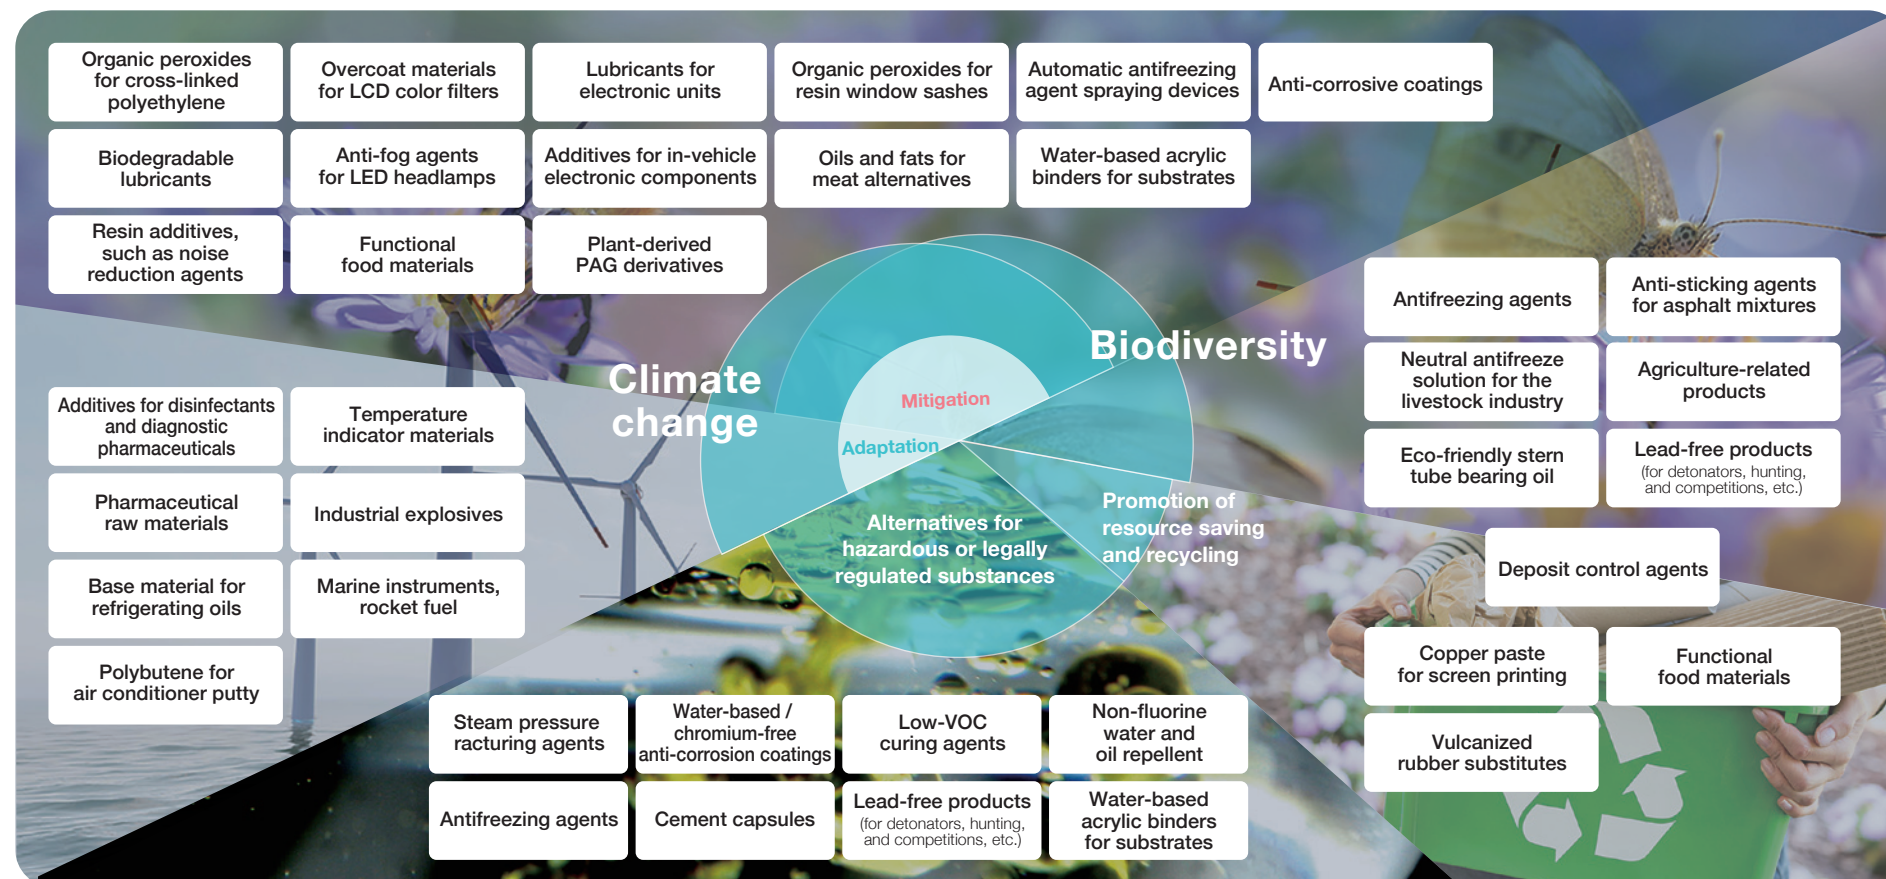 Organic peroxides
for cross-linked
polyethylene
Overcoat materials
for LCD color filters
Lubricants for
electronic units
Organic peroxides for
resin window sashes
Automatic antifreezing
agent spraying devices
Anti-corrosive coatings
Biodegradable
lubricants
Anti-fog agents
for LED headlamps
Additives for in-vehicle
electronic components
Oils and fats for
meat alternatives
Water-based acrylic
binders for substrates
Resin additives,
such as noise
reduction agents
Functional
food materials
Plant-derived
PAG derivatives
Climate
change
Biodiversity
Mitigation
Adaptation
Alternatives for
hazardous or legally
regulated substances
Promotion of
resource saving
and recycling
Antifreezing agents
Anti-sticking agents
for asphalt mixtures
Neutral antifreeze
solution for the
livestock industry
Agriculture-related
products
Eco-friendly stern
tube bearing oil
Lead-free products
(for detonators, hunting,
and competitions, etc.)
Additives for disinfectants
and diagnostic
pharmaceuticals
Temperature
indicator materials
Pharmaceutical
raw materials
Industrial explosives
Base material for
refrigerating oils
Marine instruments,
rocket fuel
Polybutene for
air conditioner putty
Deposit control agents
Copper paste
for screen printing
Functional
food materials
Vulcanized
rubber substitutes
Steam pressure
racturing agents
Water-based /
chromium-free
anti-corrosion coatings
Low-VOC
curing agents
Non-fluorine
water and
oil repellent
Antifreezing agents
Cement capsules
Lead-free products
(for detonators, hunting,
and competitions, etc.)
Water-based
acrylic binders
for substrates